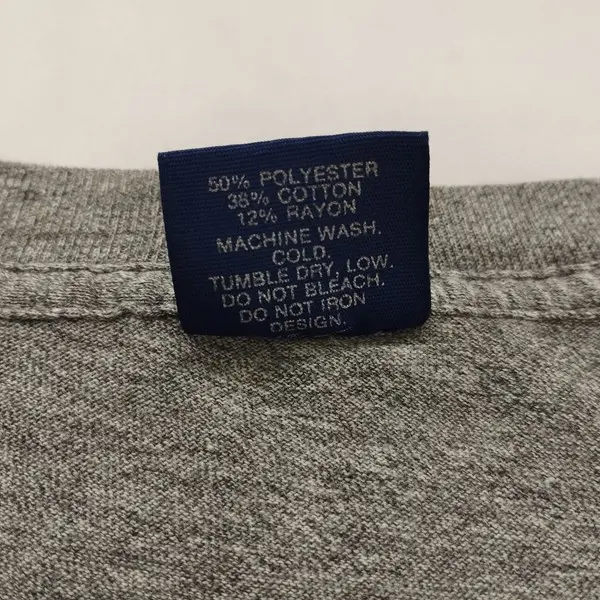 50% POLYESTER
38% COTTON
12% RAYON
MACHINE WASH.
COLD.
TUMBLE DRY, LOW.
DO NOT BLEACH.
DO NOT IRON
DESIGN.